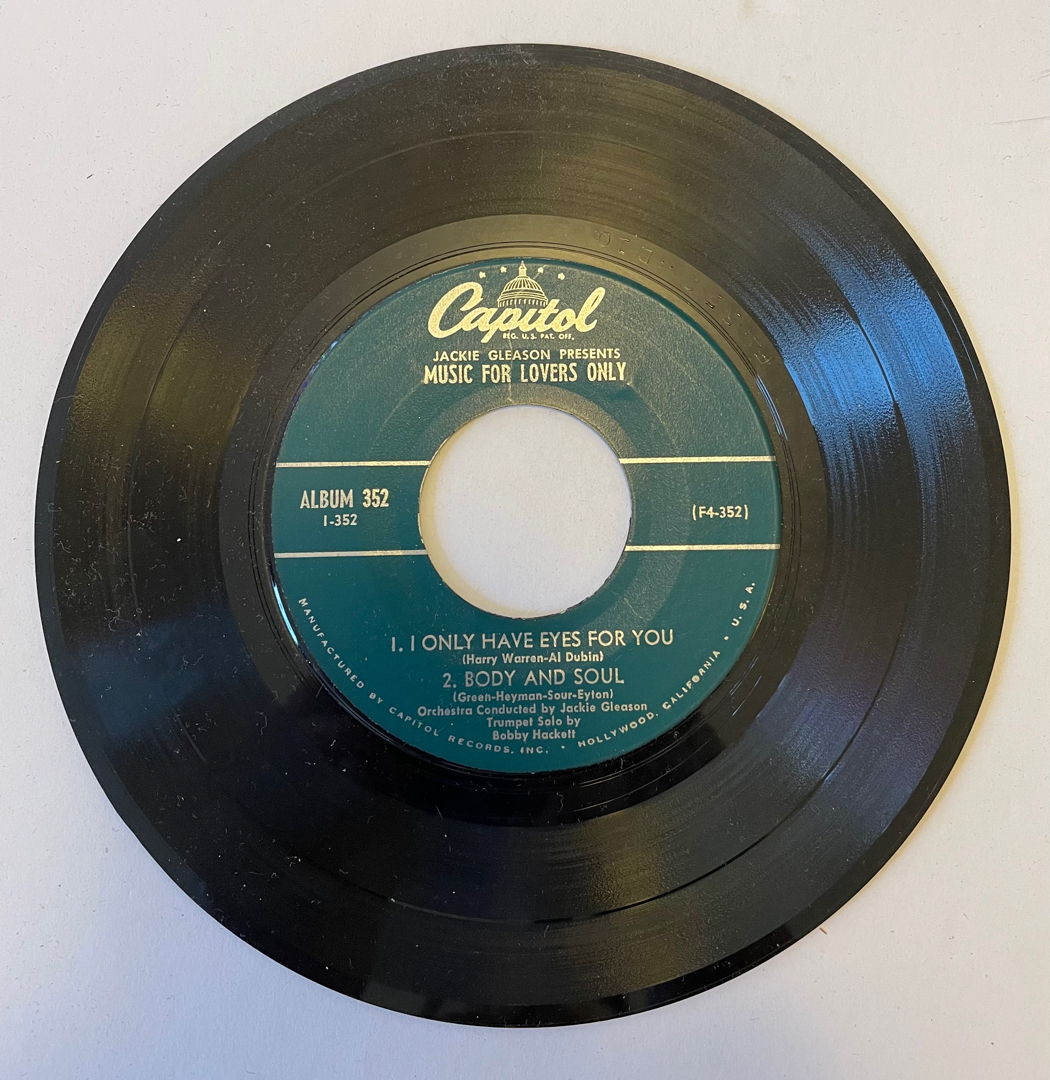 Capitol
REG. U.S. PAT. OFF.
JACKIE GLEASON PRESENTS
MUSIC FOR LOVERS ONLY
ALBUM 352
1-352
(F4-352)
1. I ONLY HAVE EYES FOR YOU
(Harry Warren-Al Dubin)
2. BODY AND SOUL
(Green-Heyman-Sour-Eyton)
Orchestra Conducted by Jackie Gleason
Trumpet Solo by
Bobby Hackett
MANUFACTURED BY CAPITOL RECORDS, INC. • HOLLYWOOD, CALIFORNIA • U.S.A.